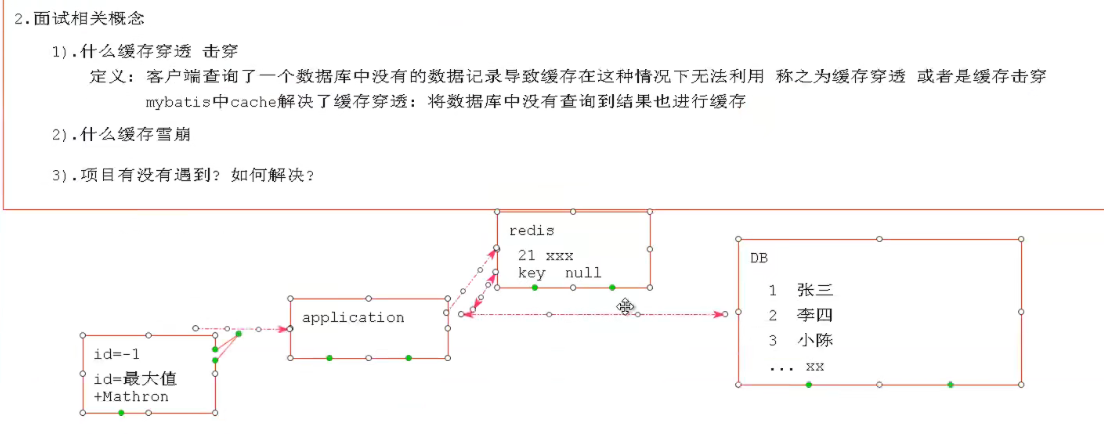 2.面试相关概念
1).什么缓存穿透 击穿
定义: 客户端查询了一个数据库中没有的数据记录导致缓存在这种情况下无法利用 称之为缓存穿透 或者是缓存击穿
mybatis中cache解决了缓存穿透: 将数据库中没有查询到结果也进行缓存
2).什么缓存雪崩
3).项目有没有遇到? 如何解决?
redis
21 xxx
key null
DB
1 张三
2 李四
3 小陈
... xx
application
id=-1
id=最大值
+Mathron